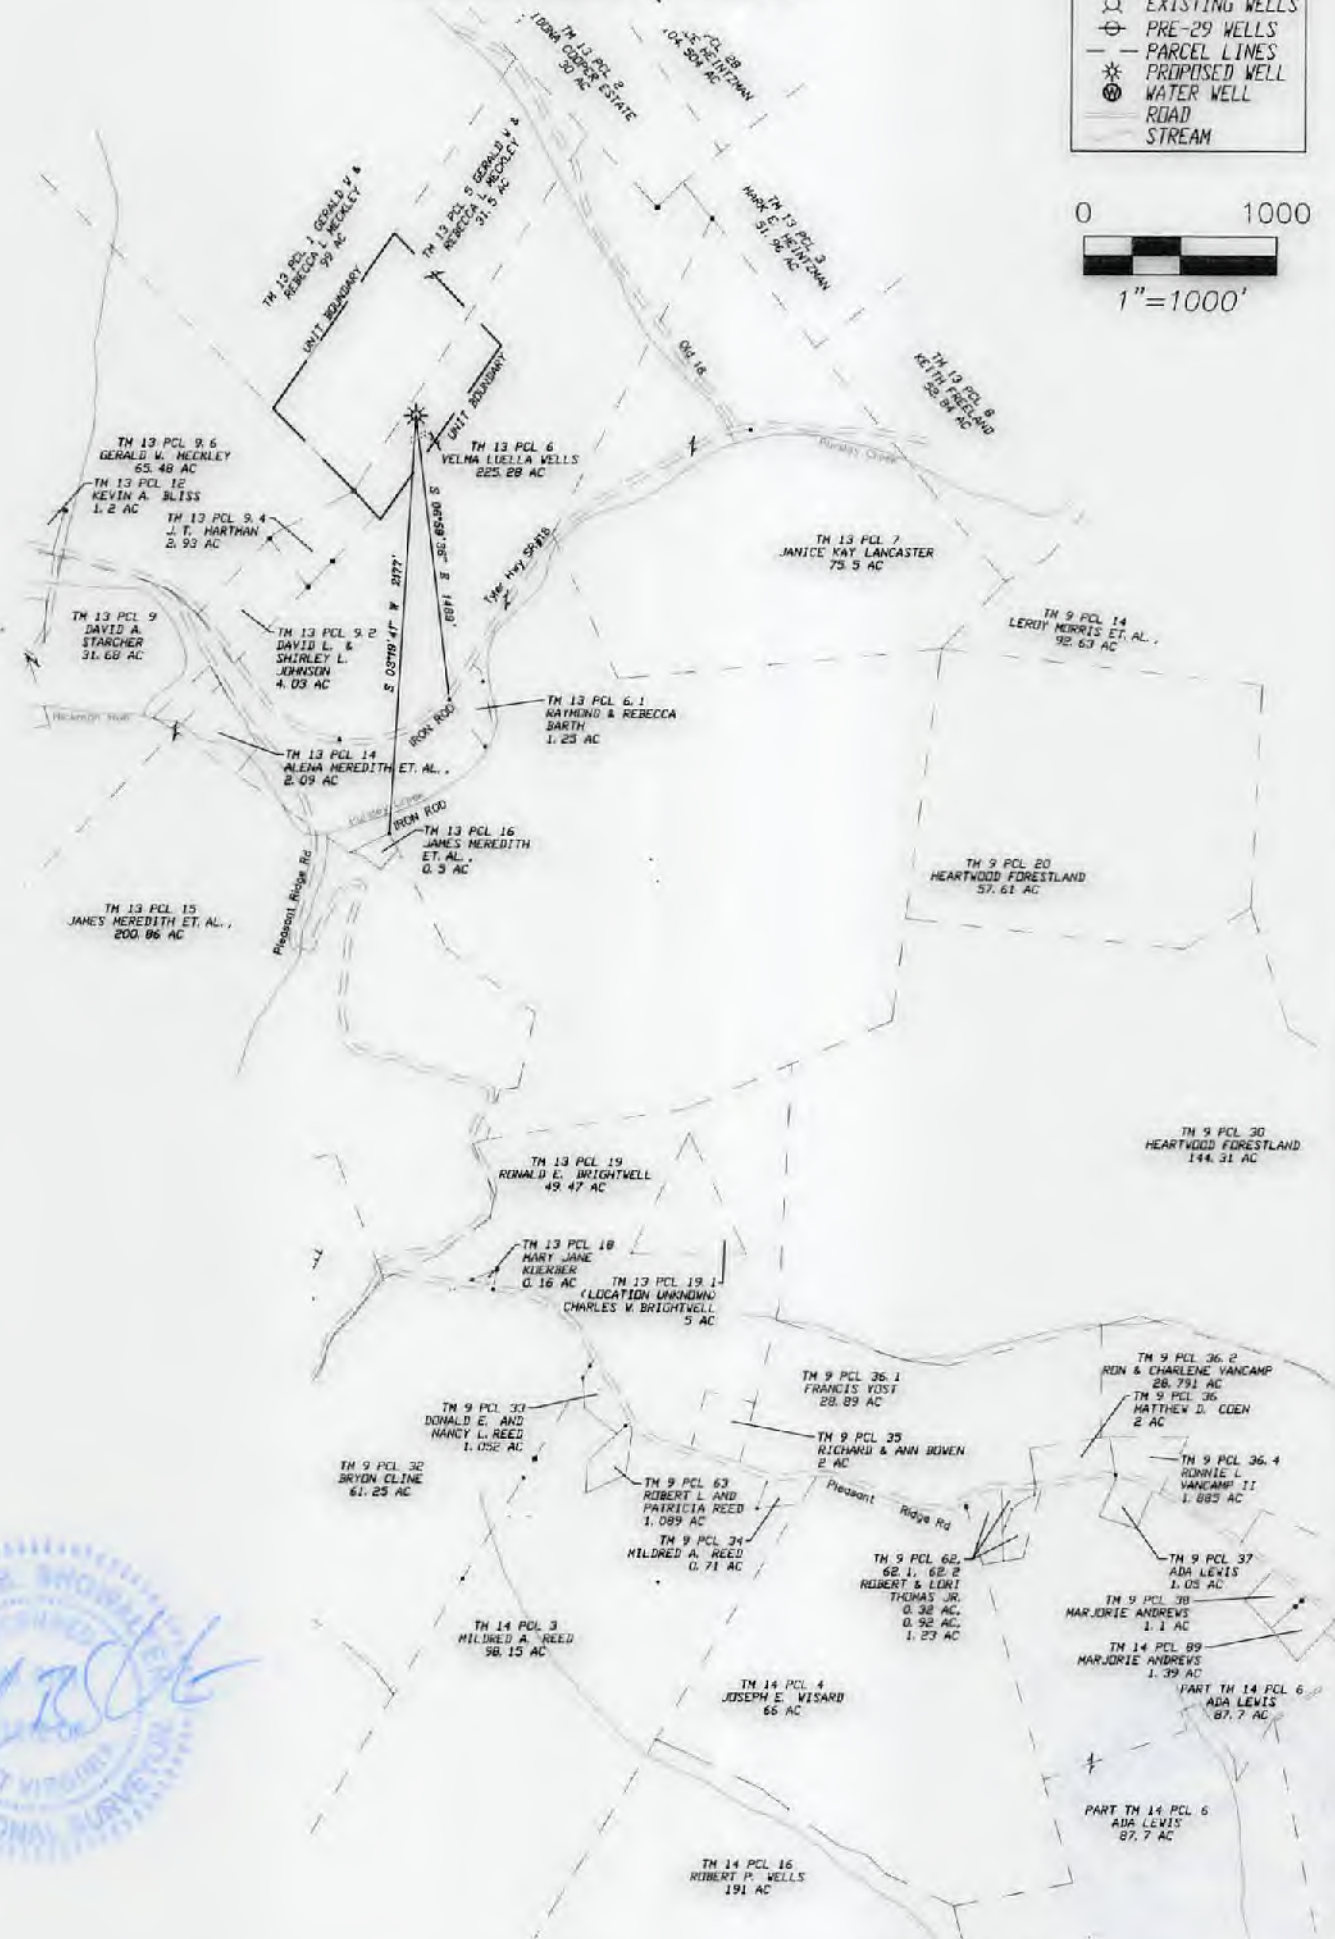 EXISTING WELLS
PRE-29 WELLS
PARCEL LINES
PROPOSED WELL
WATER WELL
ROAD
STREAM
0 1000
1"=1000'
TM 13 PCL 2
IDONA COOPER ESTATE
30 AC
PCL 28
HEINTZMAN
TM 13 PCL 3
MARK E. HEINTZMAN
51.96 AC
TM 13 PCL 8
KEITH FREELAND
52.84 AC
TM 13 PCL 1 GERALD W &
REBECCA L MECKLEY
99 AC
TM 13 PCL 5 GERALD W &
REBECCA L MECKLEY
31.5 AC
UNIT BOUNDARY
UNIT BOUNDARY
Old 18
TM 13 PCL 9.6
GERALD W. MECKLEY
65.48 AC
TM 13 PCL 12
KEVIN A. BLISS
1.2 AC
TM 13 PCL 9.4
J. T. HARTMAN
2.93 AC
TM 13 PCL 6
VELMA LUELLA WELLS
225.28 AC
Pursley Creek
S 06°59'36" E 1489'
S 03°19'41" W 2177'
Tyler Hwy SR#18
TM 13 PCL 7
JANICE KAY LANCASTER
75.5 AC
TM 9 PCL 14
LEROY MORRIS ET. AL.,
92.63 AC
TM 13 PCL 9
DAVID A.
STARCHER
31.68 AC
TM 13 PCL 9.2
DAVID L. &
SHIRLEY L.
JOHNSON
4.03 AC
TM 13 PCL 6.1
RAYMOND & REBECCA
BARTH
1.25 AC
IRON ROD
TM 13 PCL 14
ALENA MEREDITH ET. AL.,
2.09 AC
Pursley Creek
IRON ROD
TM 13 PCL 16
JAMES MEREDITH
ET. AL.,
0.5 AC
Pleasant Ridge Rd
TM 13 PCL 15
JAMES MEREDITH ET. AL.,
200.86 AC
TM 9 PCL 20
HEARTWOOD FORESTLAND
57.61 AC
TM 9 PCL 30
HEARTWOOD FORESTLAND
144.31 AC
TM 13 PCL 19
RONALD E. BRIGHTWELL
49.47 AC
TM 13 PCL 18
MARY JANE
KOERBER
0.16 AC
TM 13 PCL 19.1
(LOCATION UNKNOWN)
CHARLES W. BRIGHTWELL
5 AC
TM 9 PCL 36.2
RON & CHARLENE VANCAMP
28.791 AC
TM 9 PCL 36
MATTHEW D. COEN
2 AC
TM 9 PCL 36.1
FRANCIS YOST
28.89 AC
TM 9 PCL 33
DONALD E. AND
NANCY L. REED
1.052 AC
TM 9 PCL 35
RICHARD & ANN BOWEN
2 AC
TM 9 PCL 36.4
RONNIE L
VANCAMP II
1.885 AC
TM 9 PCL 32
BRYON CLINE
61.25 AC
TM 9 PCL 63
ROBERT L AND
PATRICIA REED
1.089 AC
Pleasant Ridge Rd
TM 9 PCL 34
MILDRED A. REED
0.71 AC
TM 9 PCL 62,
62.1, 62.2
ROBERT & LORI
THOMAS JR.
0.32 AC,
0.92 AC,
1.23 AC
TM 9 PCL 37
ADA LEWIS
1.05 AC
TM 9 PCL 38
MARJORIE ANDREWS
1.1 AC
TM 14 PCL 89
MARJORIE ANDREWS
1.39 AC
TM 14 PCL 3
MILDRED A. REED
98.15 AC
TM 14 PCL 4
JOSEPH E. WISARD
66 AC
PART TM 14 PCL 6
ADA LEWIS
87.7 AC
PART TM 14 PCL 6
ADA LEWIS
87.7 AC
TM 14 PCL 16
ROBERT P. WELLS
191 AC